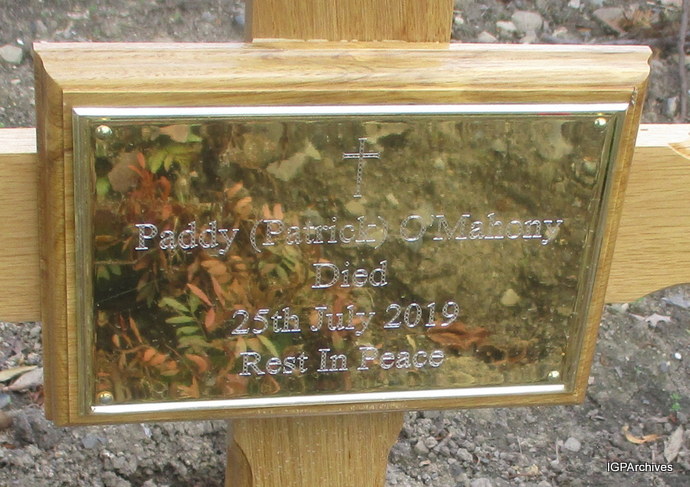 Paddy (Patrick) O'Mahony
Died
25th July 2019
Rest In Peace
IGPArchives